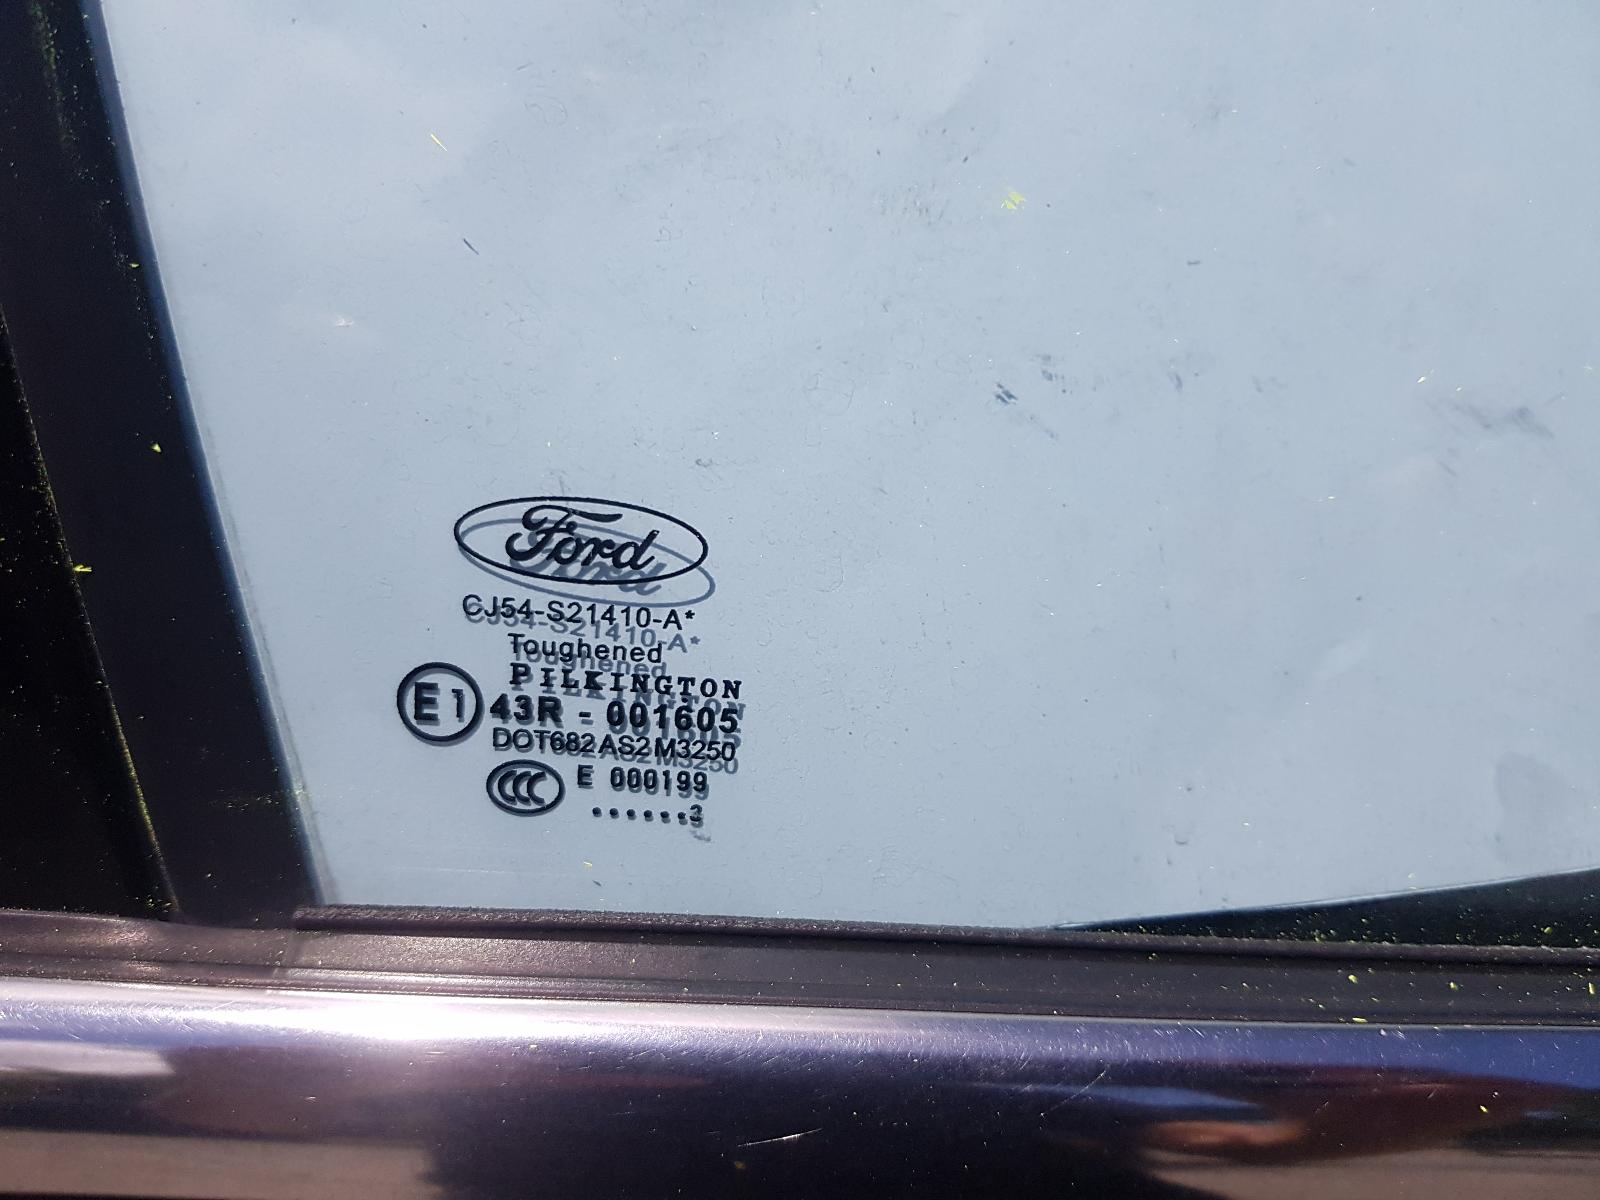 Ford
CJ54-S21410-A*
Toughened
PILKINGTON
E1 43R - 001605
DOT682 AS2 M3250
CCC E 000199
......3